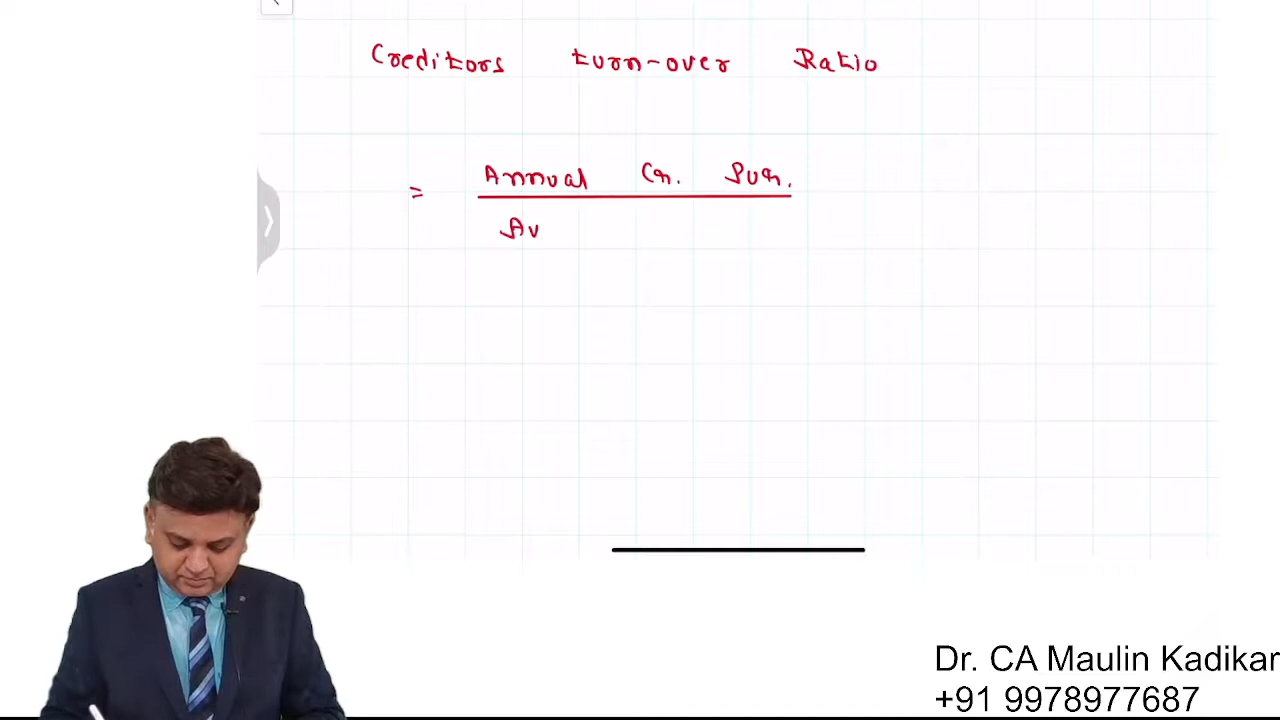 Creditors turn-over Ratio
= Annual Cr. Pur.
Av
Dr. CA Maulin Kadikar
+91 9978977687